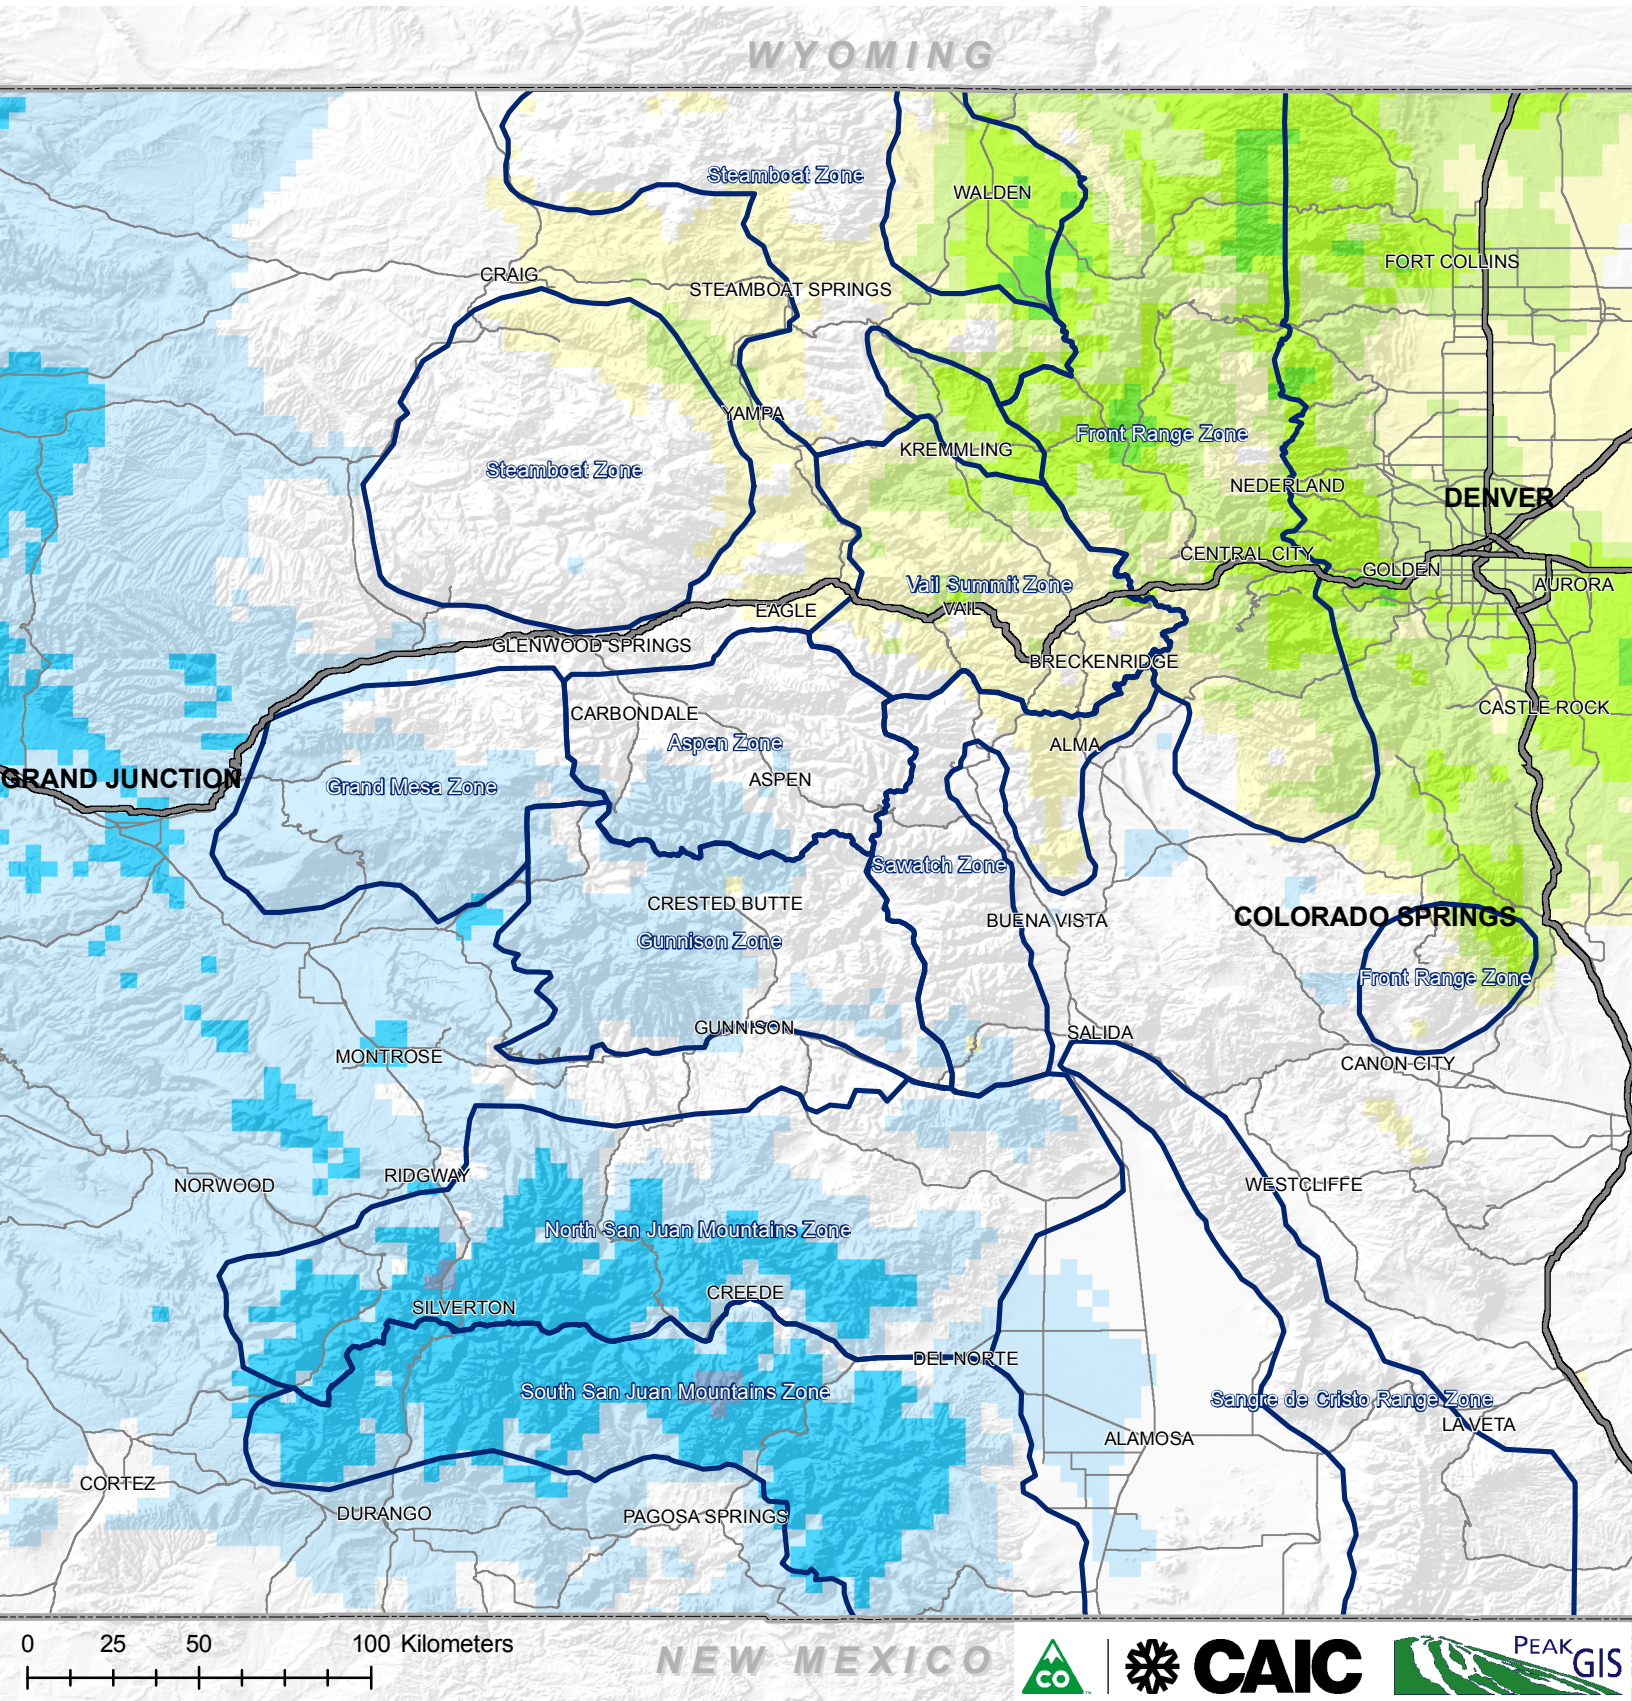 WYOMING
Steamboat Zone
WALDEN
FORT COLLINS
CRAIG
STEAMBOAT SPRINGS
YAMPA
Front Range Zone
KREMMLING
Steamboat Zone
NEDERLAND
DENVER
CENTRAL CITY
GOLDEN
AURORA
Vail Summit Zone
EAGLE
VAIL
GLENWOOD SPRINGS
BRECKENRIDGE
CASTLE ROCK
CARBONDALE
Aspen Zone
ALMA
GRAND JUNCTION
Grand Mesa Zone
ASPEN
Sawatch Zone
CRESTED BUTTE
BUENA VISTA
COLORADO SPRINGS
Gunnison Zone
Front Range Zone
GUNNISON
SALIDA
MONTROSE
CANON CITY
RIDGWAY
NORWOOD
WESTCLIFFE
North San Juan Mountains Zone
CREEDE
SILVERTON
DEL NORTE
South San Juan Mountains Zone
Sangre de Cristo Range Zone
LA VETA
ALAMOSA
CORTEZ
DURANGO
PAGOSA SPRINGS
0 25 50 100 Kilometers
NEW MEXICO
CO
CAIC
PEAK
GIS